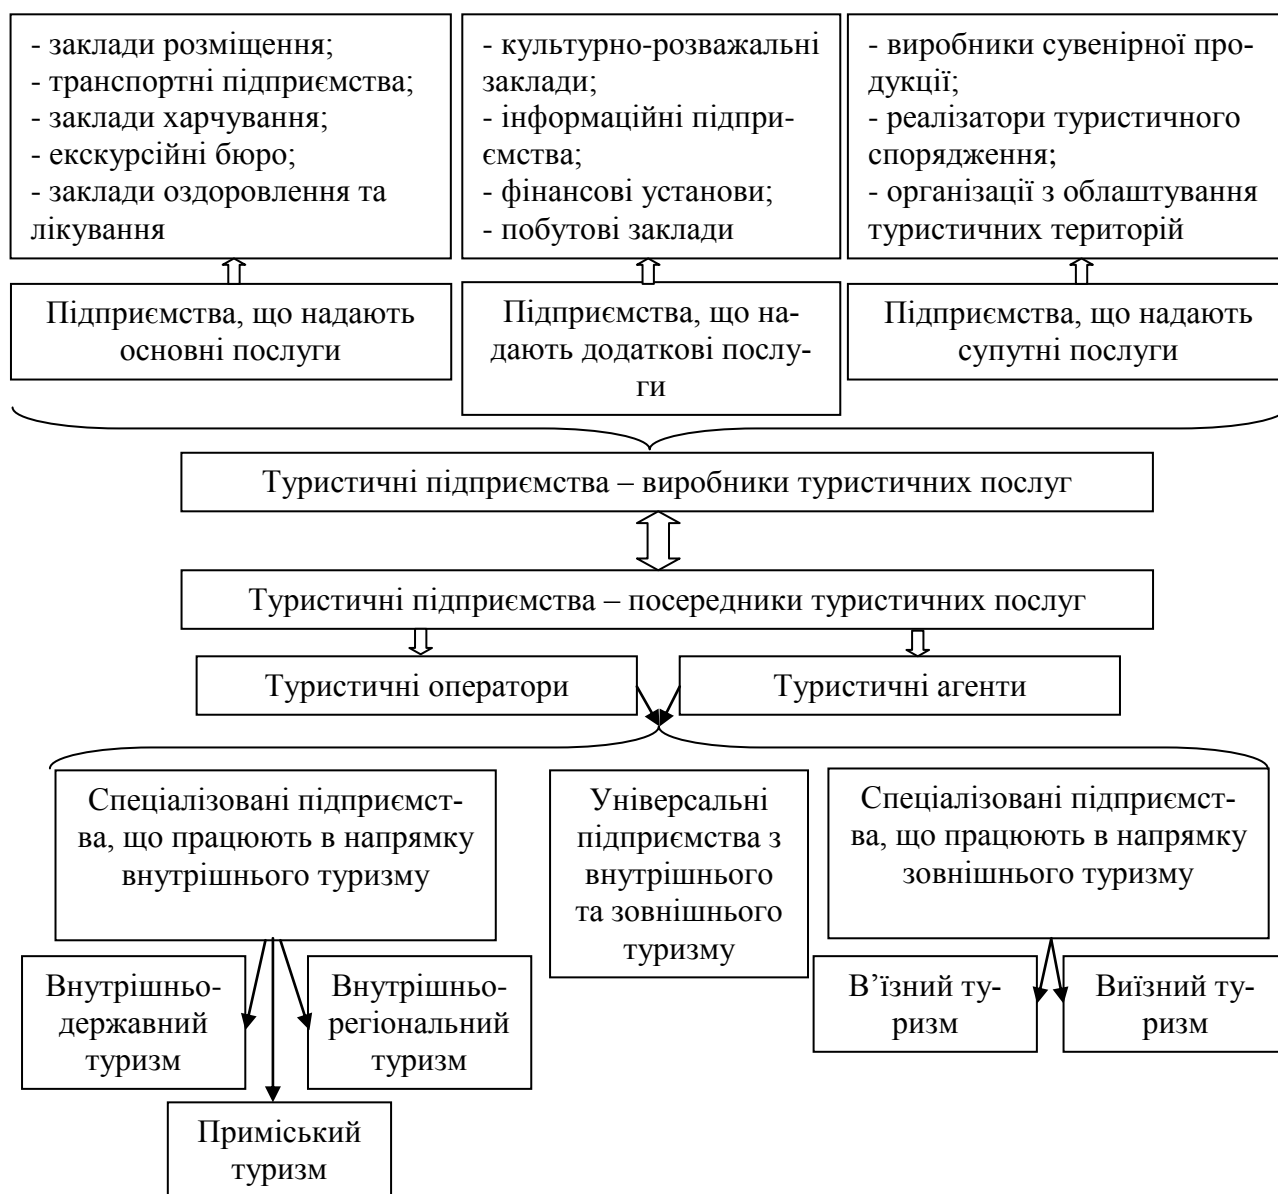 - заклади розміщення;
- транспортні підприємства;
- заклади харчування;
- екскурсійні бюро;
- заклади оздоровлення та
лікування
- культурно-розважальні
заклади;
- інформаційні підпри-
ємства;
- фінансові установи;
- побутові заклади
- виробники сувенірної про-
дукції;
- реалізатори туристичного
спорядження;
- організації з облаштування
туристичних територій
Підприємства, що надають
основні послуги
Підприємства, що на-
дають додаткові послу-
ги
Підприємства, що надають
супутні послуги
Туристичні підприємства – виробники туристичних послуг
Туристичні підприємства – посередники туристичних послуг
Туристичні оператори
Туристичні агенти
Спеціалізовані підприємст-
ва, що працюють в напрямку
внутрішнього туризму
Універсальні
підприємства з
внутрішнього
та зовнішнього
туризму
Спеціалізовані підприємст-
ва, що працюють в напрямку
зовнішнього туризму
Внутрішньо-
державний
туризм
Внутрішньо-
регіональний
туризм
В’їзний ту-
ризм
Виїзний ту-
ризм
Приміський
туризм